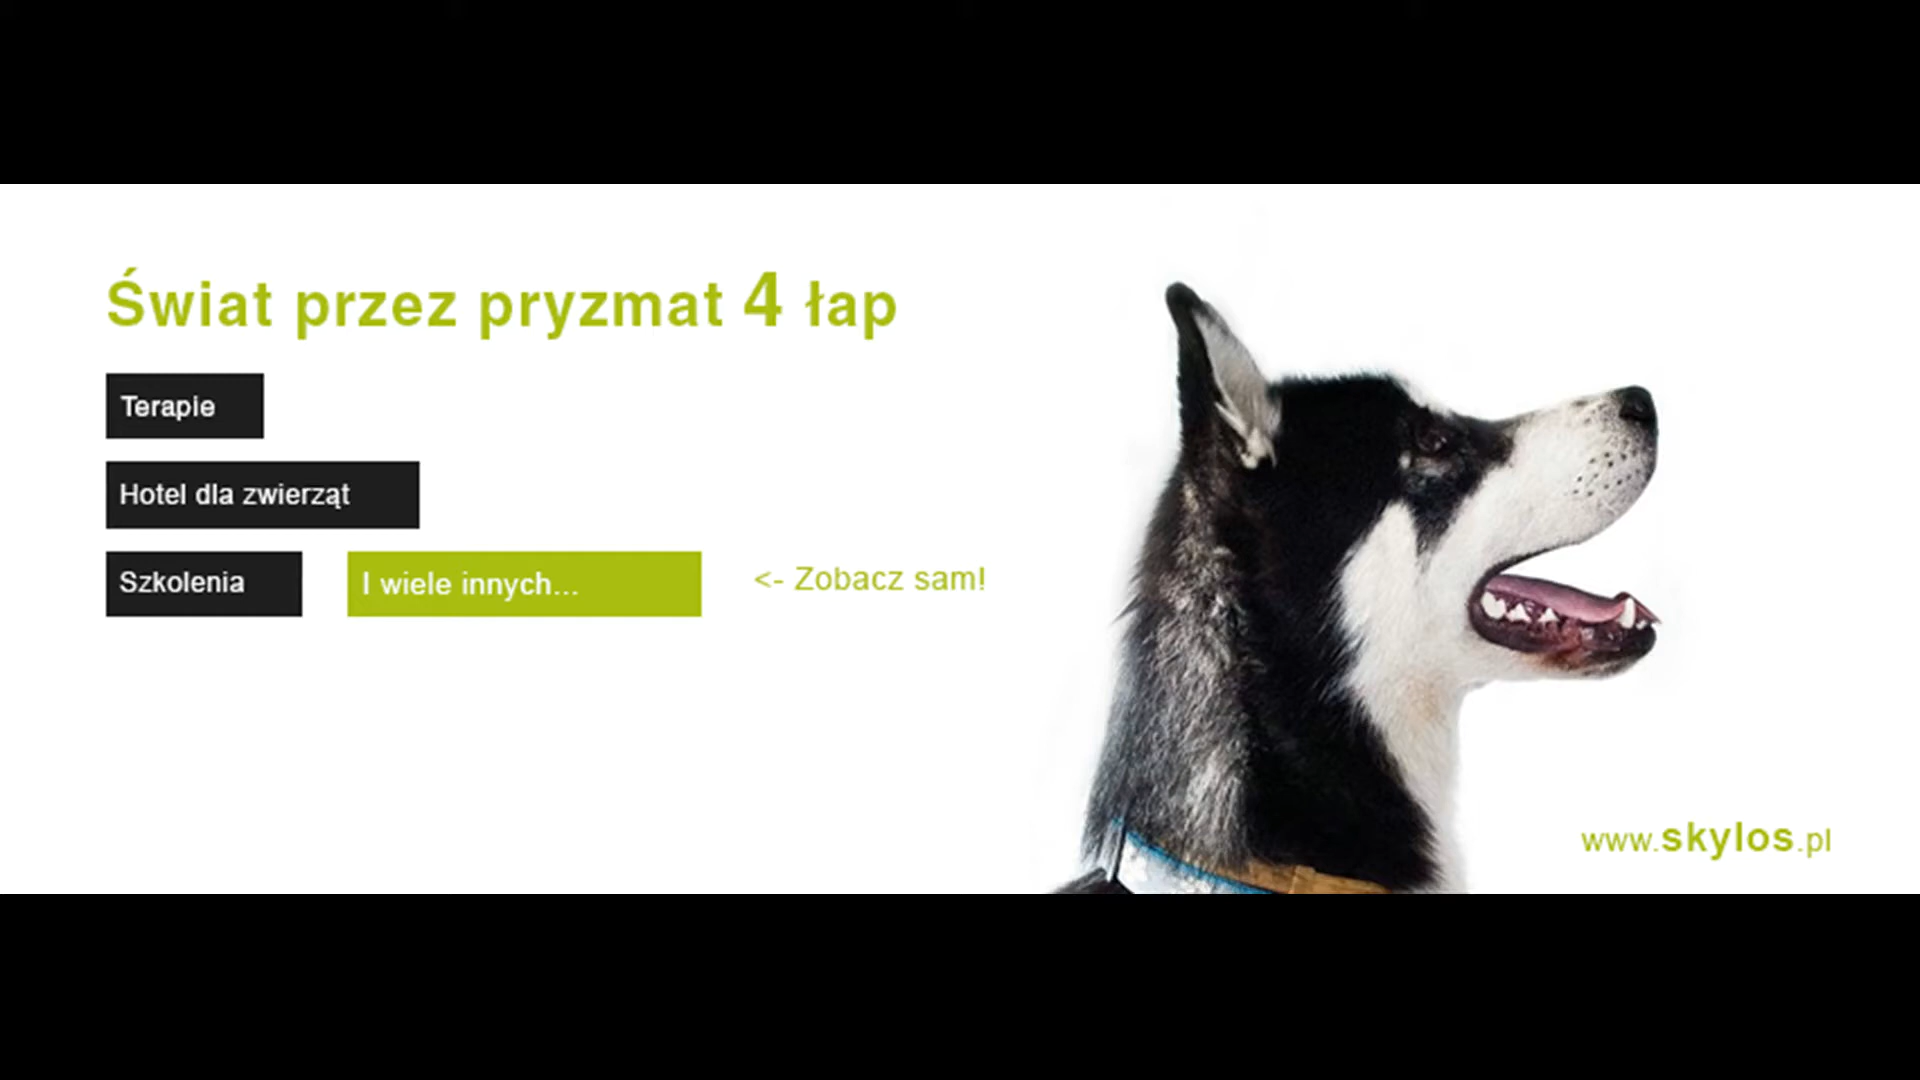 Świat przez pryzmat 4 łap
Terapie
Hotel dla zwierząt
Szkolenia
I wiele innych...
<- Zobacz sam!
www.skylos.pl